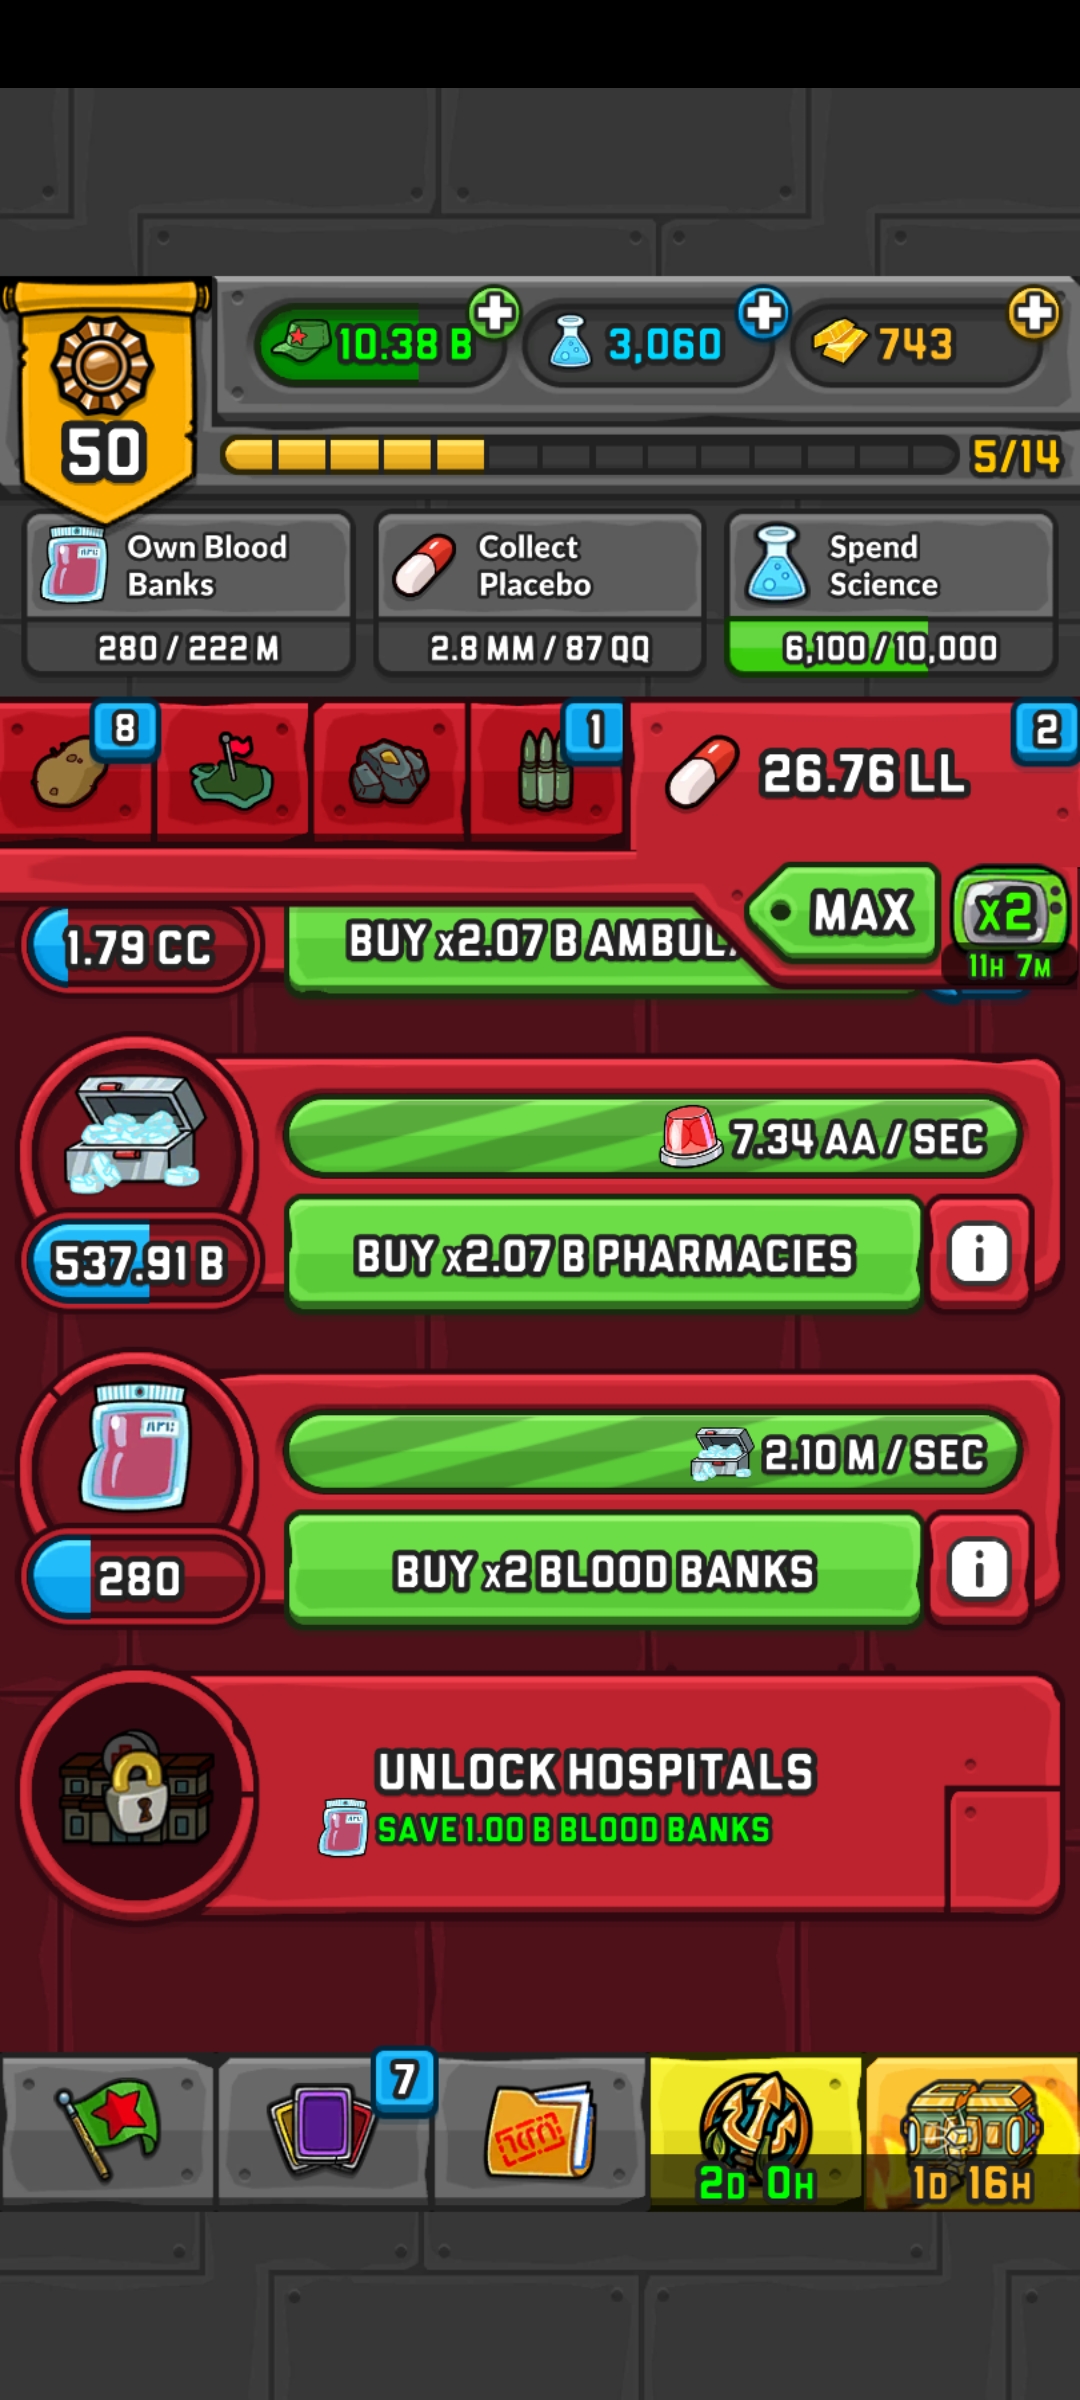 10.38 B
3,060
743
50
5/14
Own Blood Banks
280 / 222 M
Collect Placebo
2.8 MM / 87 QQ
Spend Science
6,100 / 10,000
8
1
2
26.76 LL
MAX
x2
11H 7M
1.79 CC
BUY x2.07 B
7.34 AA / SEC
537.91 B
BUY x2.07 B PHARMACIES
i
2.10 M / SEC
280
BUY x2 BLOOD BANKS
i
UNLOCK HOSPITALS
SAVE 1.00 B BLOOD BANKS
7
2D 0H
1D 16H